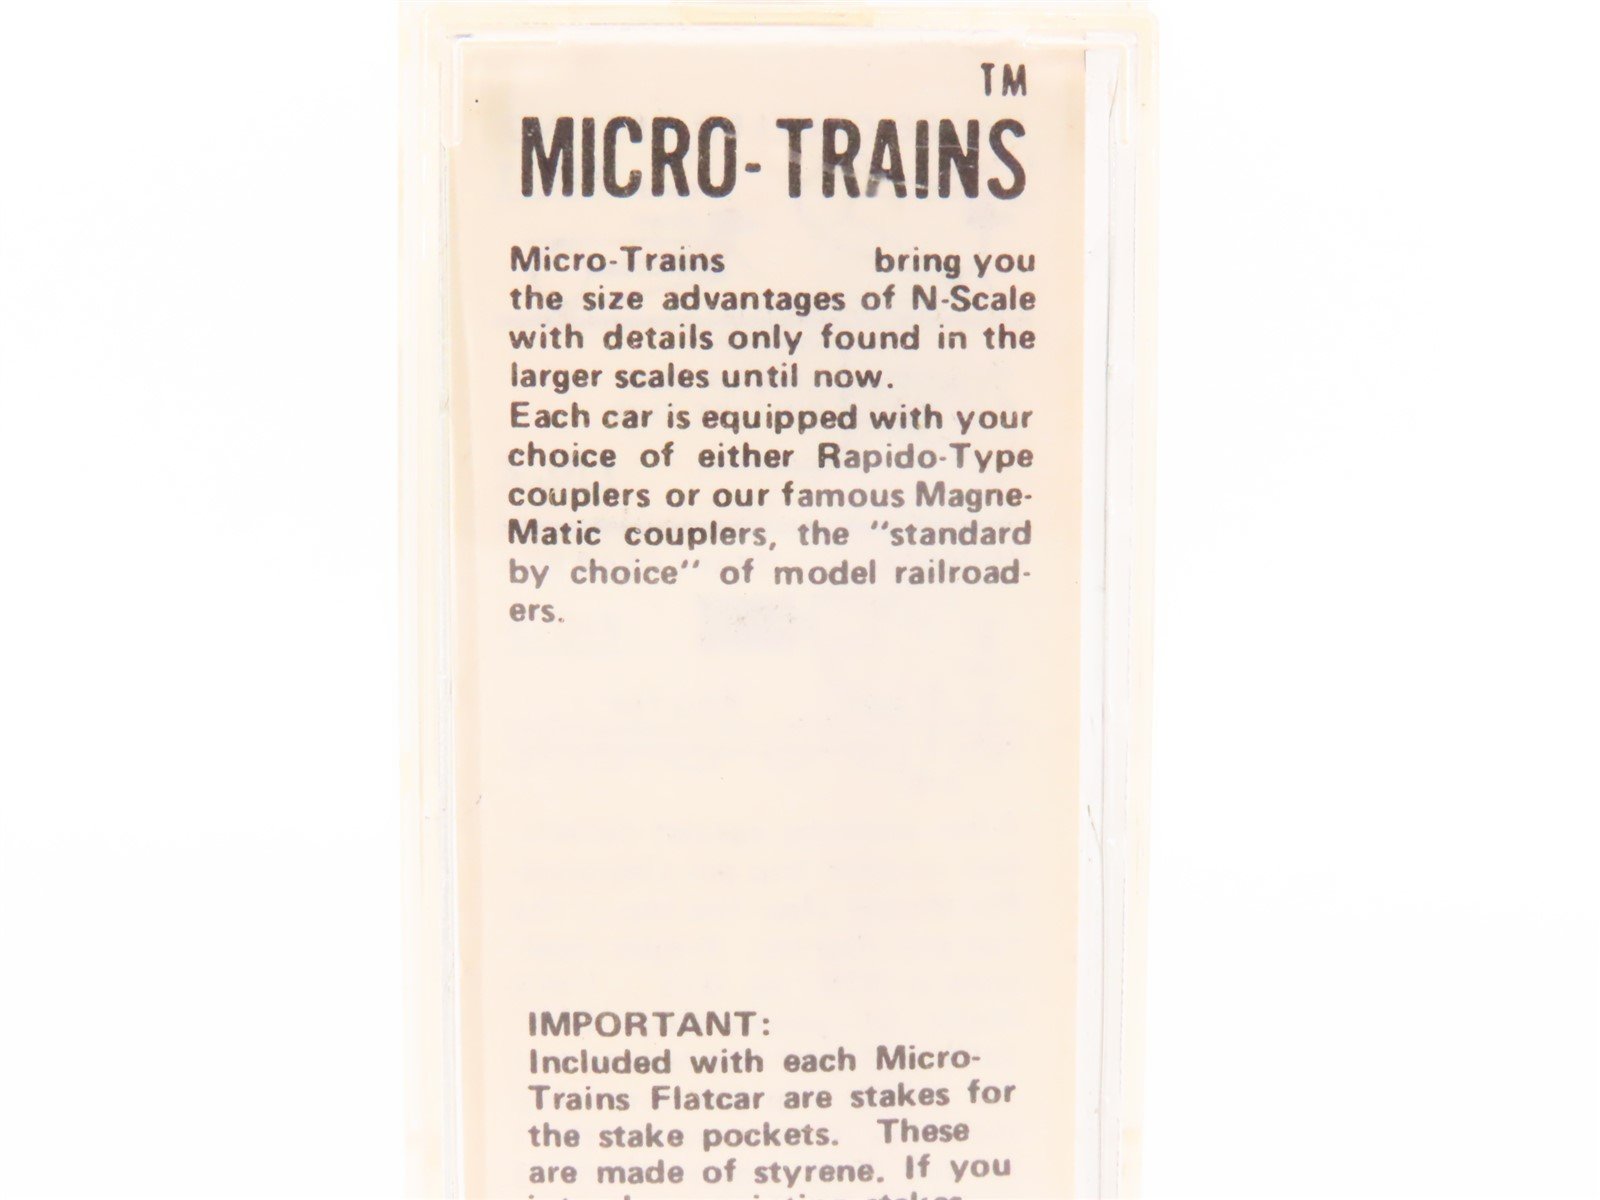 TM
MICRO-TRAINS
Micro-Trains bring you
the size advantages of N-Scale
with details only found in the
larger scales until now.
Each car is equipped with your
choice of either Rapido-Type
couplers or our famous Magne-
Matic couplers, the "standard
by choice" of model railroad-
ers.
IMPORTANT:
Included with each Micro-
Trains Flatcar are stakes for
the stake pockets. These
are made of styrene. If you